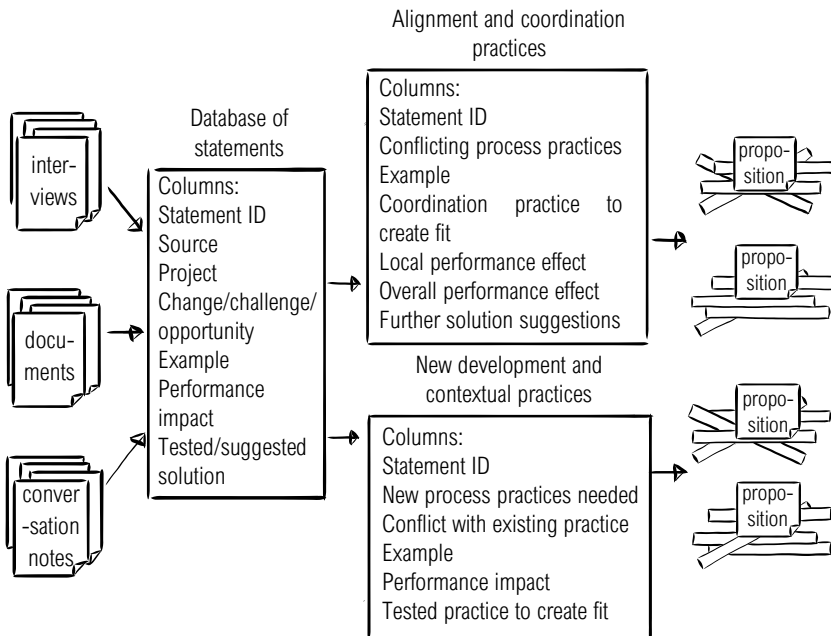 inter-
views
docu-
ments
conver
-sation
notes
Database of
statements
Columns:
Statement ID
Source
Project
Change/challenge/
opportunity
Example
Performance
impact
Tested/suggested
solution
Alignment and coordination
practices
Columns:
Statement ID
Conflicting process practices
Example
Coordination practice to
create fit
Local performance effect
Overall performance effect
Further solution suggestions
New development and
contextual practices
Columns:
Statement ID
New process practices needed
Conflict with existing practice
Example
Performance impact
Tested practice to create fit
propo-
sition
propo-
sition
propo-
sition
propo-
sition